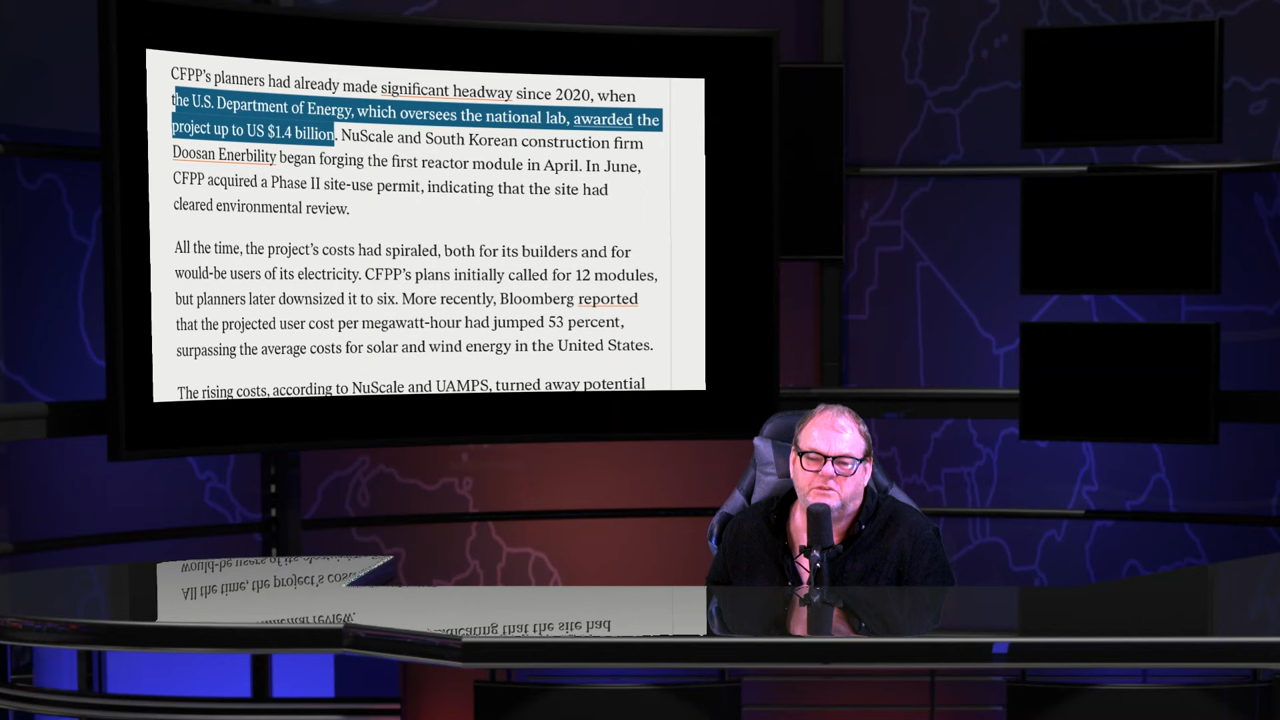 CFPP's planners had already made significant headway since 2020, when
the U.S. Department of Energy, which oversees the national lab, awarded the
project up to US $1.4 billion. NuScale and South Korean construction firm
Doosan Enerbility began forging the first reactor module in April. In June,
CFPP acquired a Phase II site-use permit, indicating that the site had
cleared environmental review.
All the time, the project's costs had spiraled, both for its builders and for
would-be users of its electricity. CFPP's plans initially called for 12 modules,
but planners later downsized it to six. More recently, Bloomberg reported
that the projected user cost per megawatt-hour had jumped 53 percent,
surpassing the average costs for solar and wind energy in the United States.
The rising costs, according to NuScale and UAMPS, turned away potential